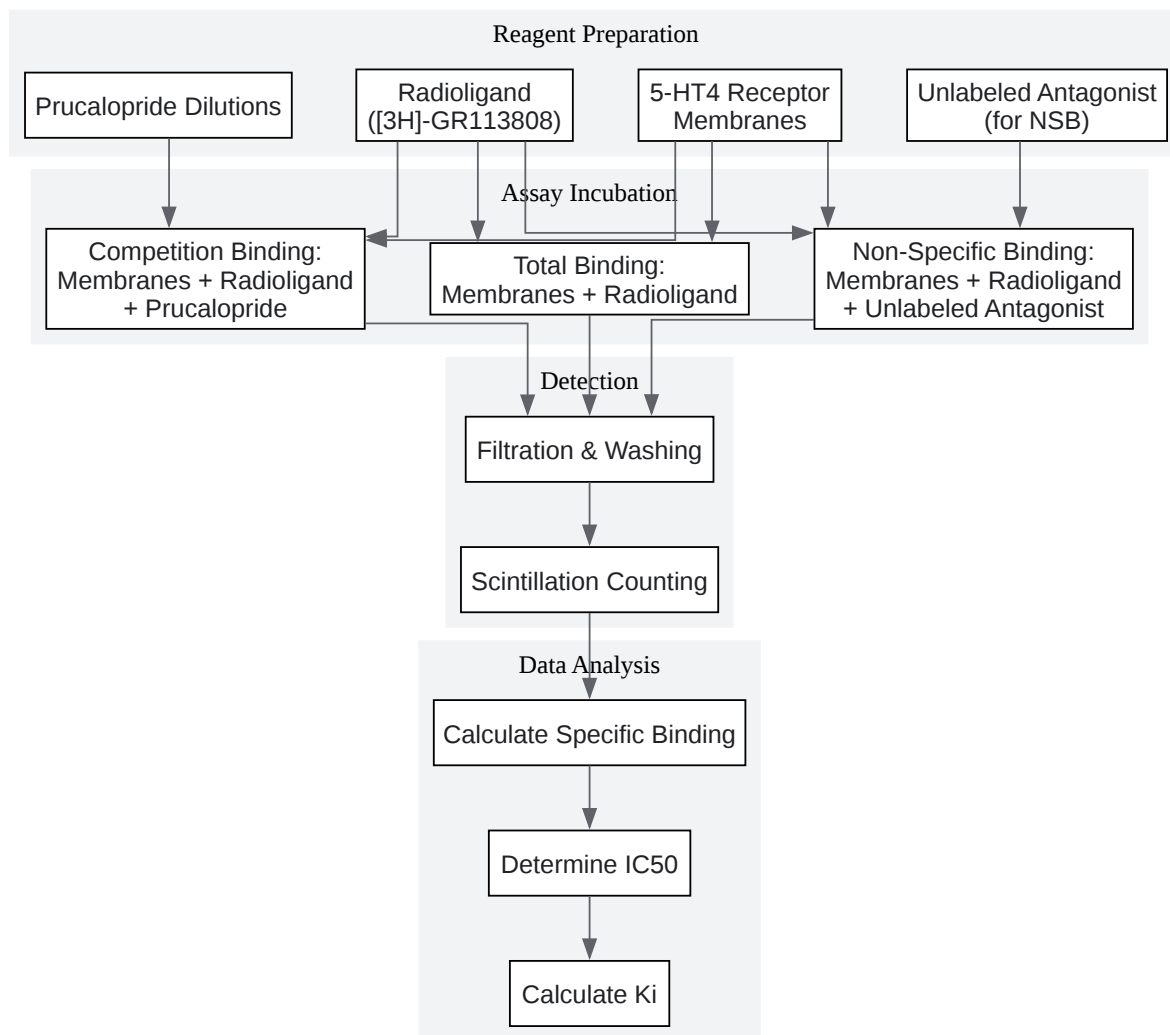 Reagent Preparation
Prucalopride Dilutions
Radioligand
([3H]-GR113808)
5-HT4 Receptor
Membranes
Unlabeled Antagonist
(for NSB)
Assay Incubation
Competition Binding:
Membranes + Radioligand
+ Prucalopride
Total Binding:
Membranes + Radioligand
Non-Specific Binding:
Membranes + Radioligand
+ Unlabeled Antagonist
Detection
Filtration & Washing
Scintillation Counting
Data Analysis
Calculate Specific Binding
Determine IC50
Calculate Ki